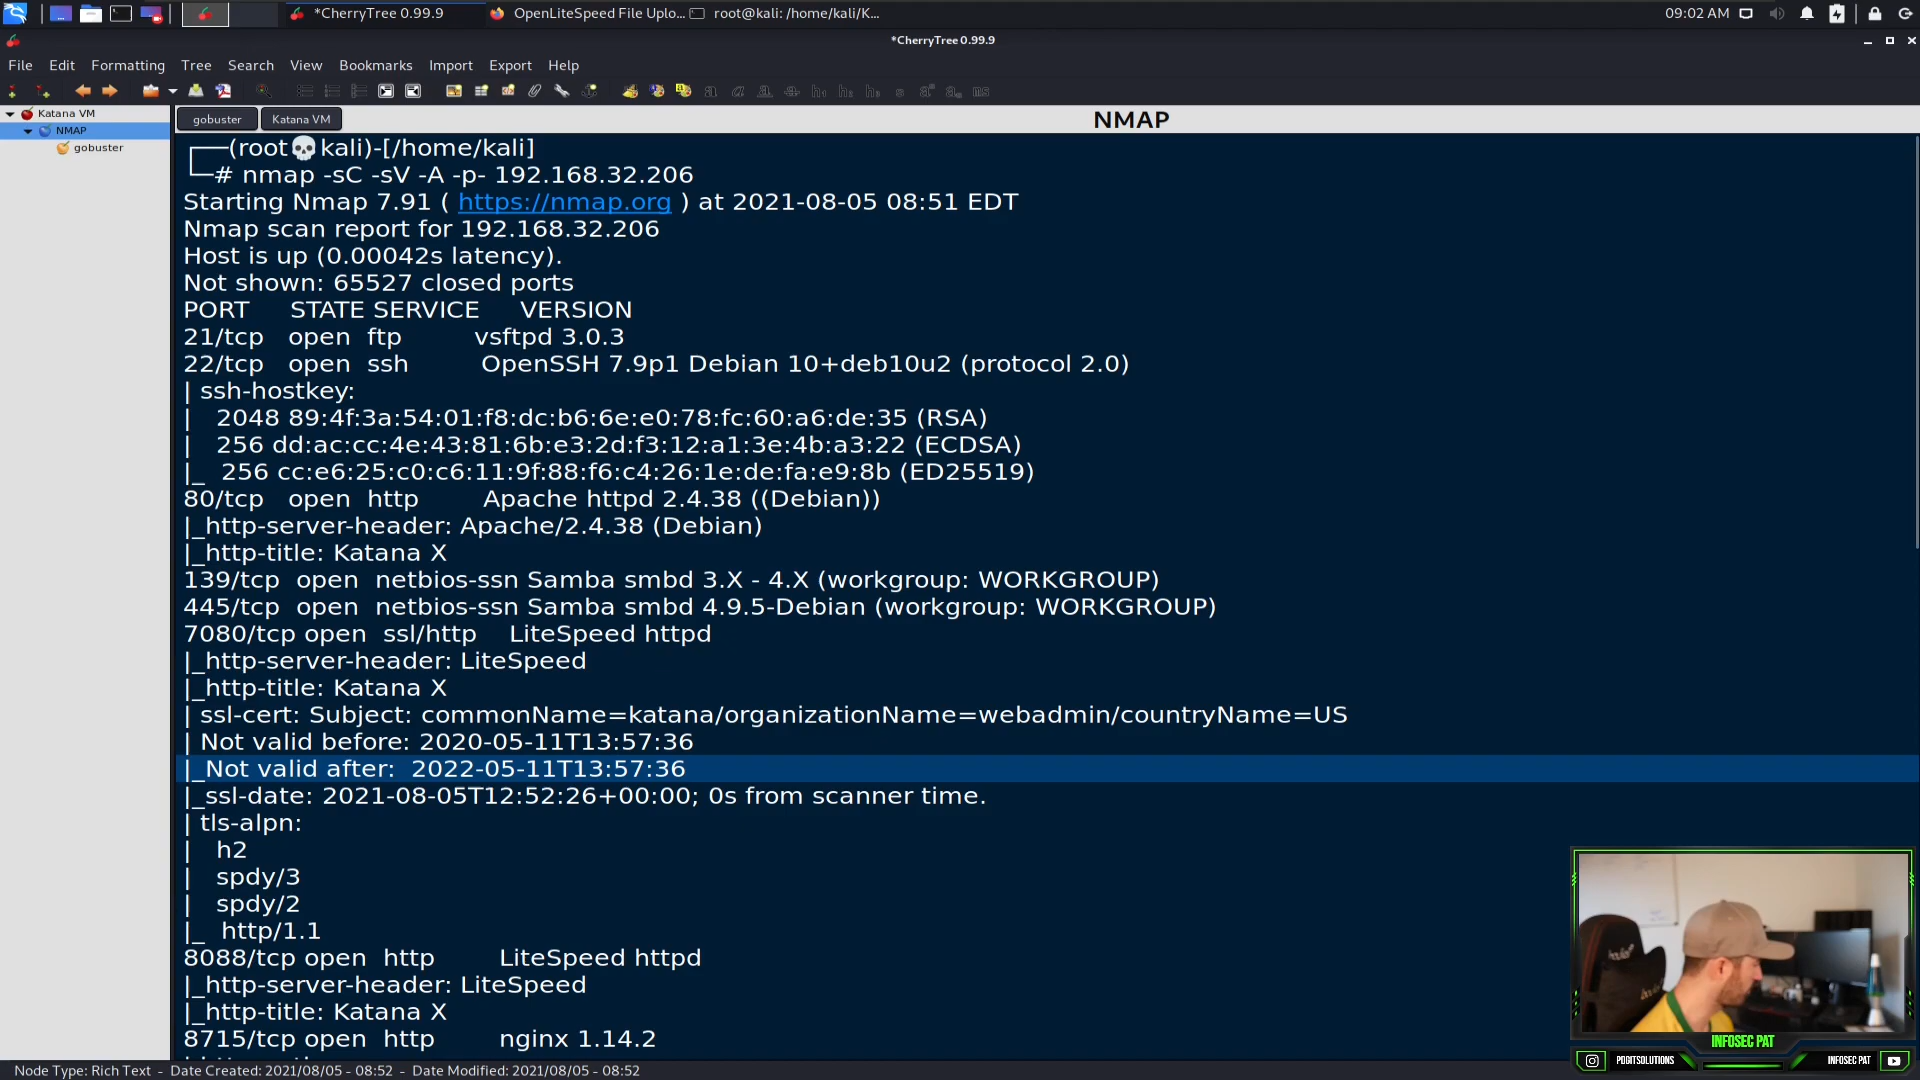 *CherryTree 0.99.9
OpenLiteSpeed File Uplo...
root@kali: /home/kali/K...
09:02 AM
*CherryTree 0.99.9
File Edit Formatting Tree Search View Bookmarks Import Export Help
Katana VM
NMAP
gobuster
gobuster Katana VM
NMAP
┌──(root💀kali)-[/home/kali]
└─# nmap -sC -sV -A -p- 192.168.32.206
Starting Nmap 7.91 ( https://nmap.org ) at 2021-08-05 08:51 EDT
Nmap scan report for 192.168.32.206
Host is up (0.00042s latency).
Not shown: 65527 closed ports
PORT STATE SERVICE VERSION
21/tcp open ftp vsftpd 3.0.3
22/tcp open ssh OpenSSH 7.9p1 Debian 10+deb10u2 (protocol 2.0)
| ssh-hostkey:
| 2048 89:4f:3a:54:01:f8:dc:b6:6e:e0:78:fc:60:a6:de:35 (RSA)
| 256 dd:ac:cc:4e:43:81:6b:e3:2d:f3:12:a1:3e:4b:a3:22 (ECDSA)
|_ 256 cc:e6:25:c0:c6:11:9f:88:f6:c4:26:1e:de:fa:e9:8b (ED25519)
80/tcp open http Apache httpd 2.4.38 ((Debian))
|_http-server-header: Apache/2.4.38 (Debian)
|_http-title: Katana X
139/tcp open netbios-ssn Samba smbd 3.X - 4.X (workgroup: WORKGROUP)
445/tcp open netbios-ssn Samba smbd 4.9.5-Debian (workgroup: WORKGROUP)
7080/tcp open ssl/http LiteSpeed httpd
|_http-server-header: LiteSpeed
|_http-title: Katana X
| ssl-cert: Subject: commonName=katana/organizationName=webadmin/countryName=US
| Not valid before: 2020-05-11T13:57:36
|_Not valid after: 2022-05-11T13:57:36
|_ssl-date: 2021-08-05T12:52:26+00:00; 0s from scanner time.
| tls-alpn:
| h2
| spdy/3
| spdy/2
|_ http/1.1
8088/tcp open http LiteSpeed httpd
|_http-server-header: LiteSpeed
|_http-title: Katana X
8715/tcp open http nginx 1.14.2
INFOSEC PAT
PODITSOLUTIONS INFOSEC PAT
Node Type: Rich Text - Date Created: 2021/08/05 - 08:52 - Date Modified: 2021/08/05 - 08:52